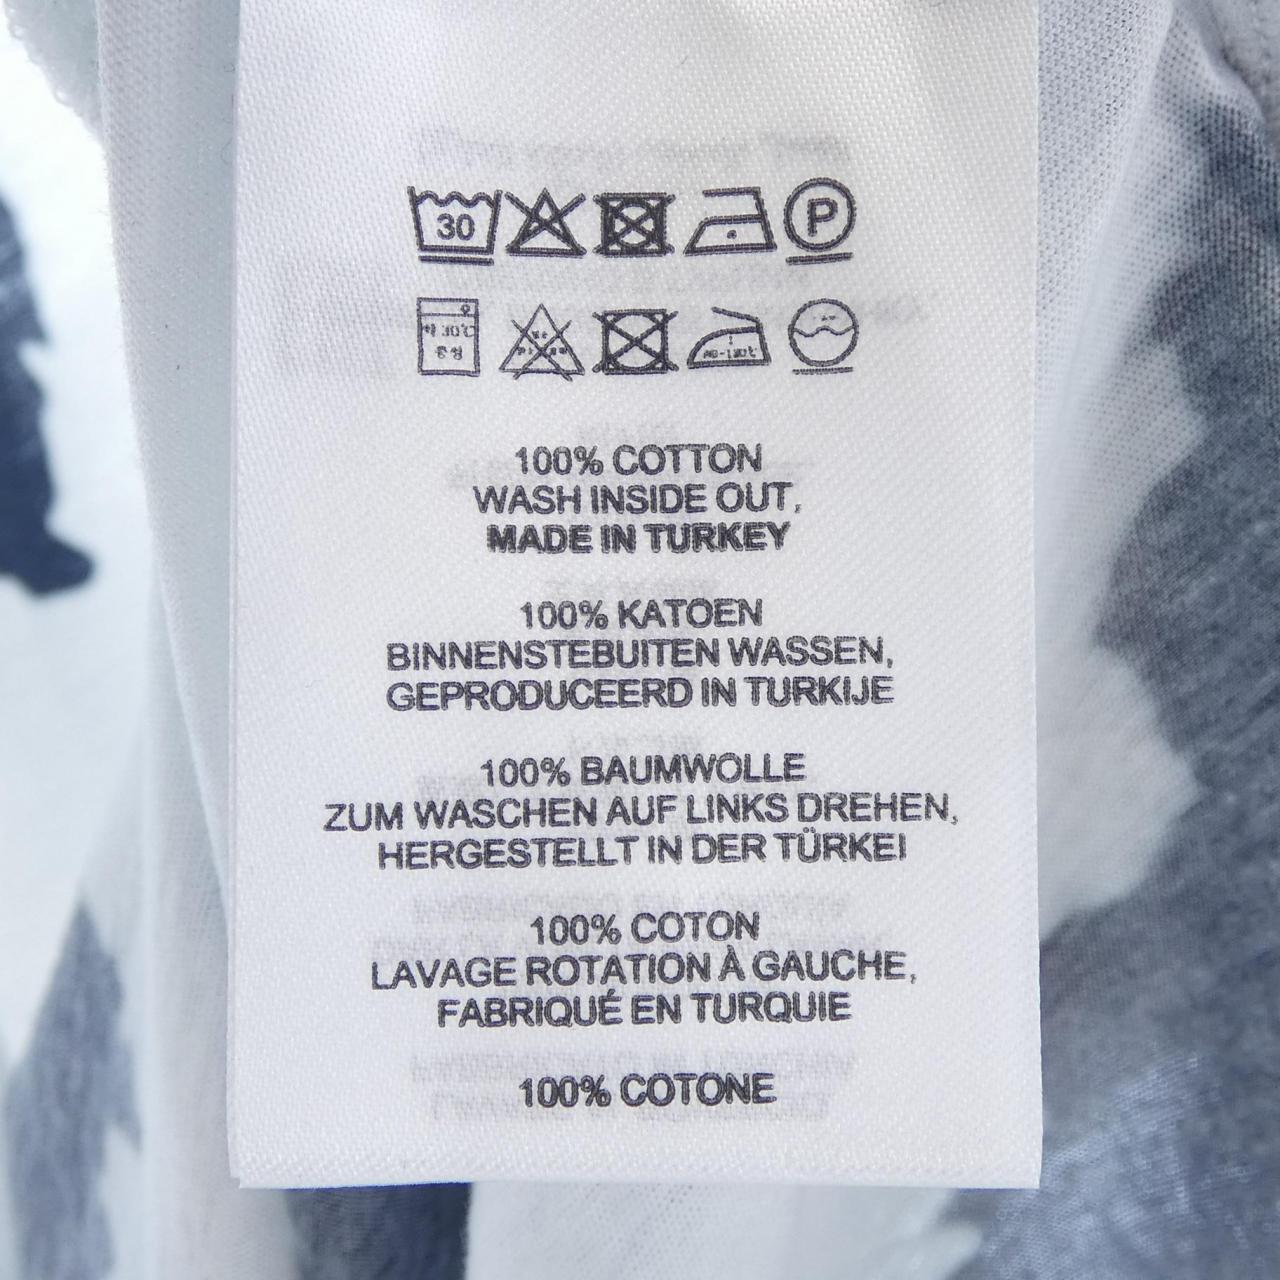 30 P
100% COTTON
WASH INSIDE OUT,
MADE IN TURKEY
100% KATOEN
BINNENSTEBUITEN WASSEN,
GEPRODUCEERD IN TURKIJE
100% BAUMWOLLE
ZUM WASCHEN AUF LINKS DREHEN,
HERGESTELLT IN DER TÜRKEI
100% COTON
LAVAGE ROTATION À GAUCHE,
FABRIQUÉ EN TURQUIE
100% COTONE